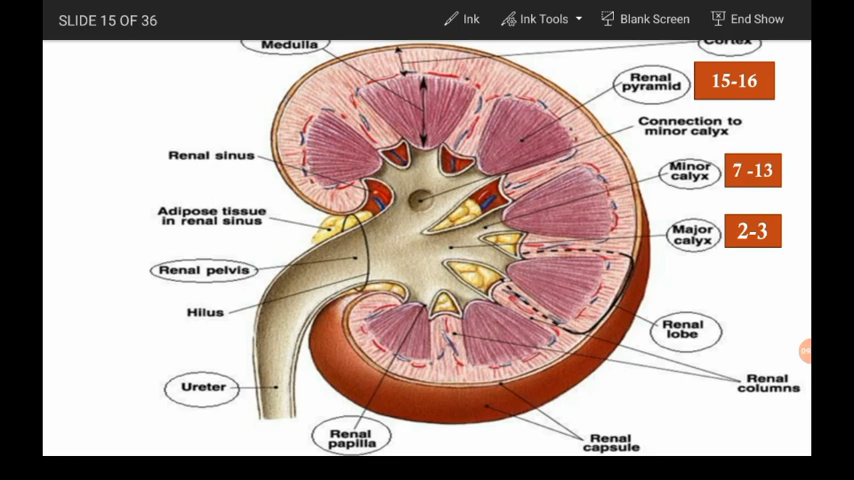 SLIDE 15 OF 36
Ink
Ink Tools
Blank Screen
End Show
Medulla
Cortex
Renal
pyramid
15-16
Connection to
minor calyx
Renal sinus
Minor
calyx
7 -13
Adipose tissue
in renal sinus
Major
calyx
2-3
Renal pelvis
Hilus
Renal
lobe
Ureter
Renal
columns
Renal
papilla
Renal
capsule